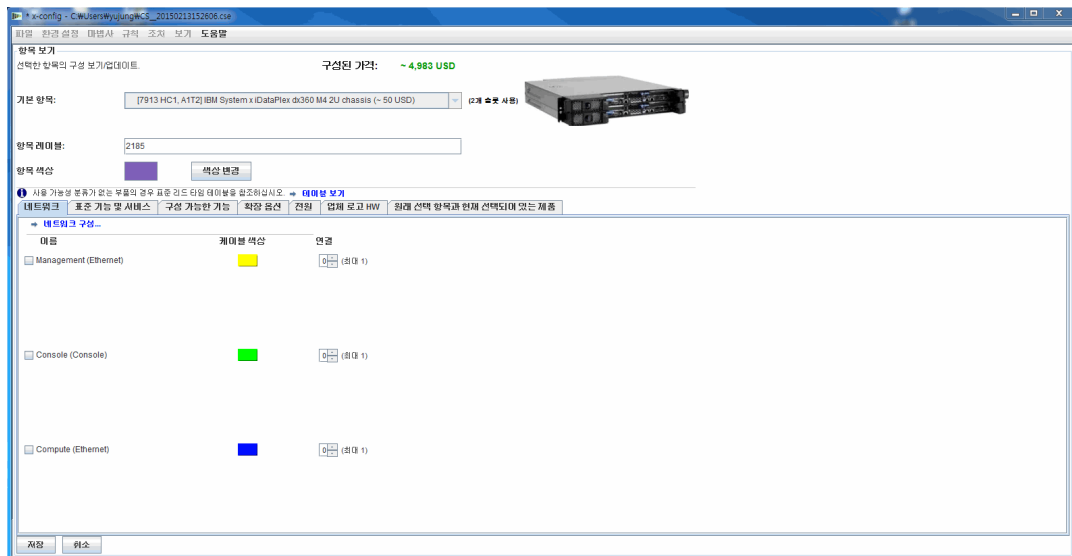 * x-config - C:₩Users₩yujung₩CS_20150213152606.cse
파일 환경 설정 마법사 규칙 조치 보기 도움말
항목 보기
선택한 항목의 구성 보기/업데이트. 구성된 가격: ~ 4,983 USD
기본 항목: [7913 HC1, A1T2] IBM System x iDataPlex dx360 M4 2U chassis (~ 50 USD) (2개 슬롯 사용)
항목 레이블: 2185
항목 색상 색상 변경
사용 가능성 분류가 없는 부품의 경우 표준 리드 타임 테이블을 참조하십시오. ➡ 테이블 보기
네트워크 표준 기능 및 서비스 구성 가능한 기능 확장 옵션 전원 업체 로고 HW 원래 선택 항목과 현재 선택되어 있는 제품
➡ 네트워크 구성...
이름 케이블 색상 연결
Management (Ethernet) 0 (최대 1)
Console (Console) 0 (최대 1)
Compute (Ethernet) 0 (최대 1)
저장 취소